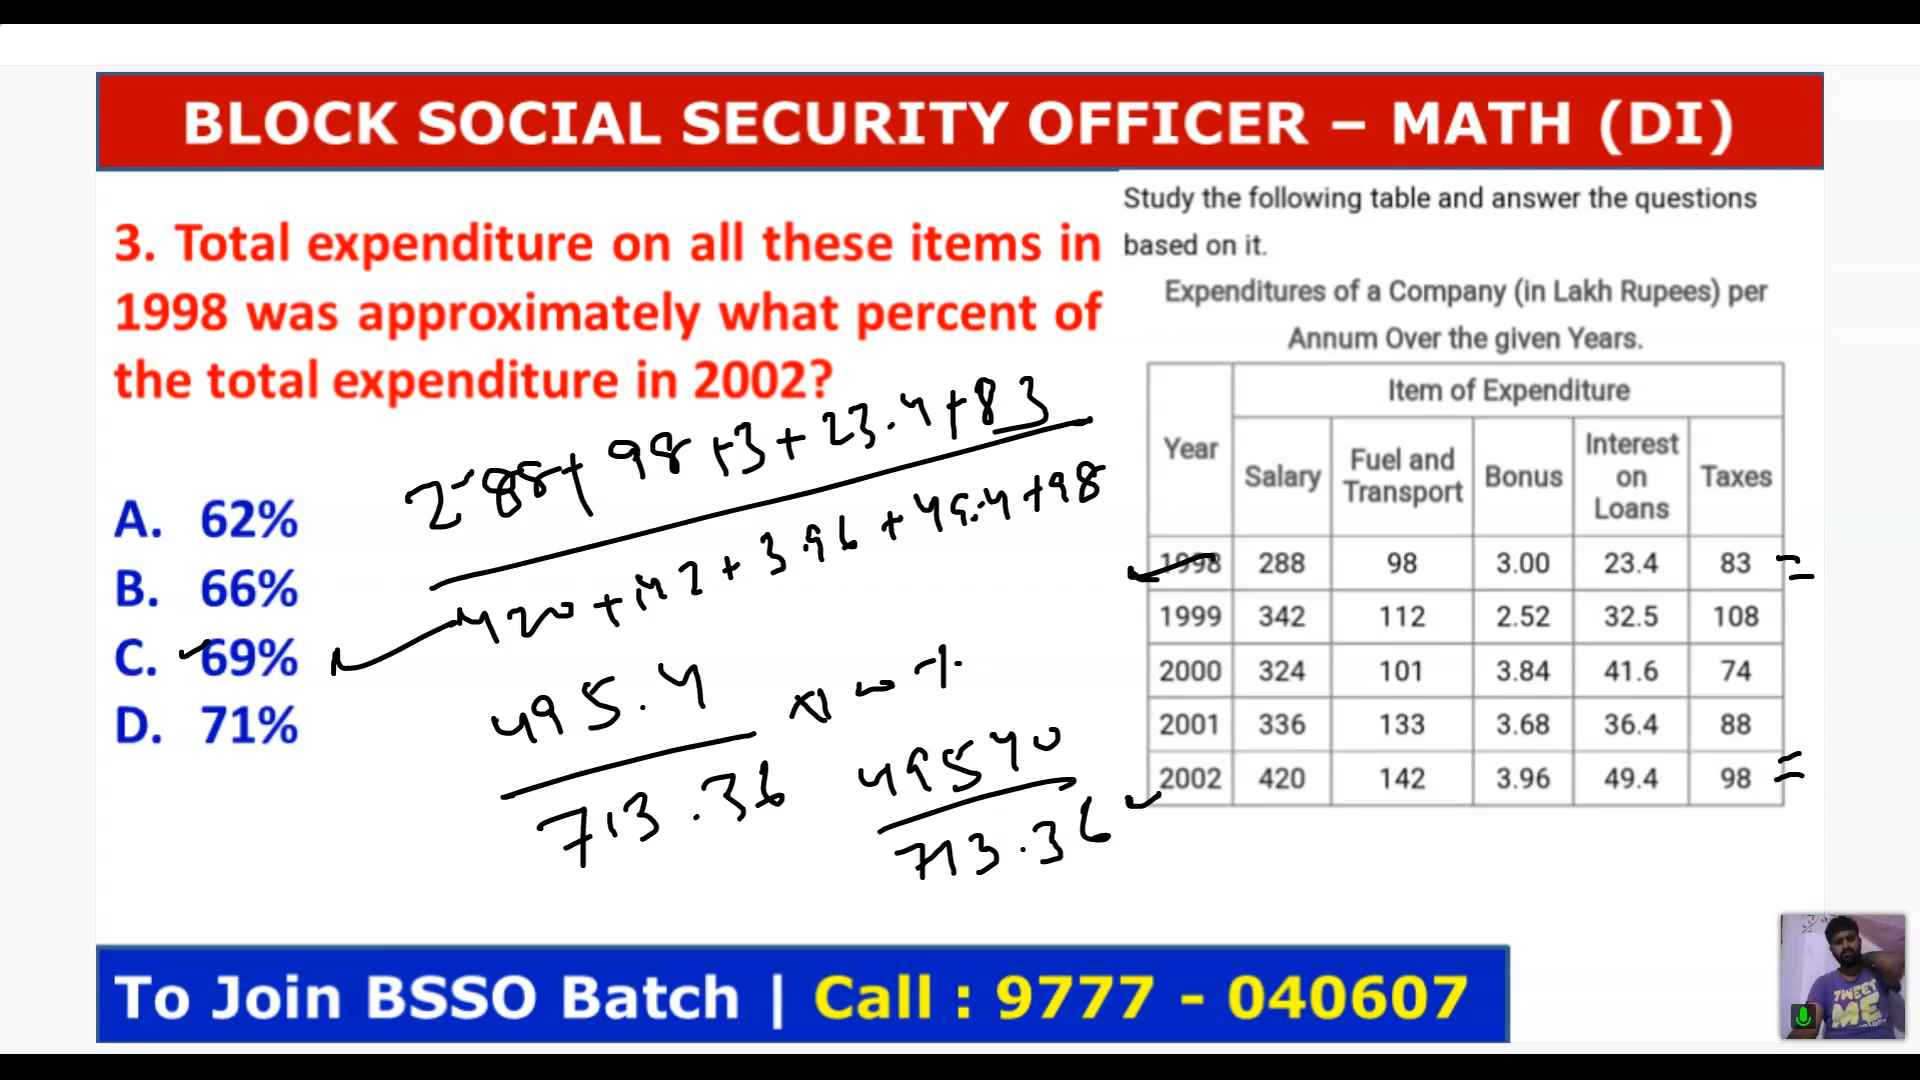 BLOCK SOCIAL SECURITY OFFICER – MATH (DI)
3. Total expenditure on all these items in
1998 was approximately what percent of
the total expenditure in 2002?
A. 62%
B. 66%
C. 69%
D. 71%
288+ 98+3+23.4+83
420+142+3.96+49.4+98
495.4
713.36
49540
713.36
Study the following table and answer the questions
based on it.
Expenditures of a Company (in Lakh Rupees) per
Annum Over the given Years.
Year Item of Expenditure
Salary Fuel and Transport Bonus Interest on Loans Taxes
1998 288 98 3.00 23.4 83
1999 342 112 2.52 32.5 108
2000 324 101 3.84 41.6 74
2001 336 133 3.68 36.4 88
2002 420 142 3.96 49.4 98
To Join BSSO Batch | Call : 9777 - 040607
TWEET
ME